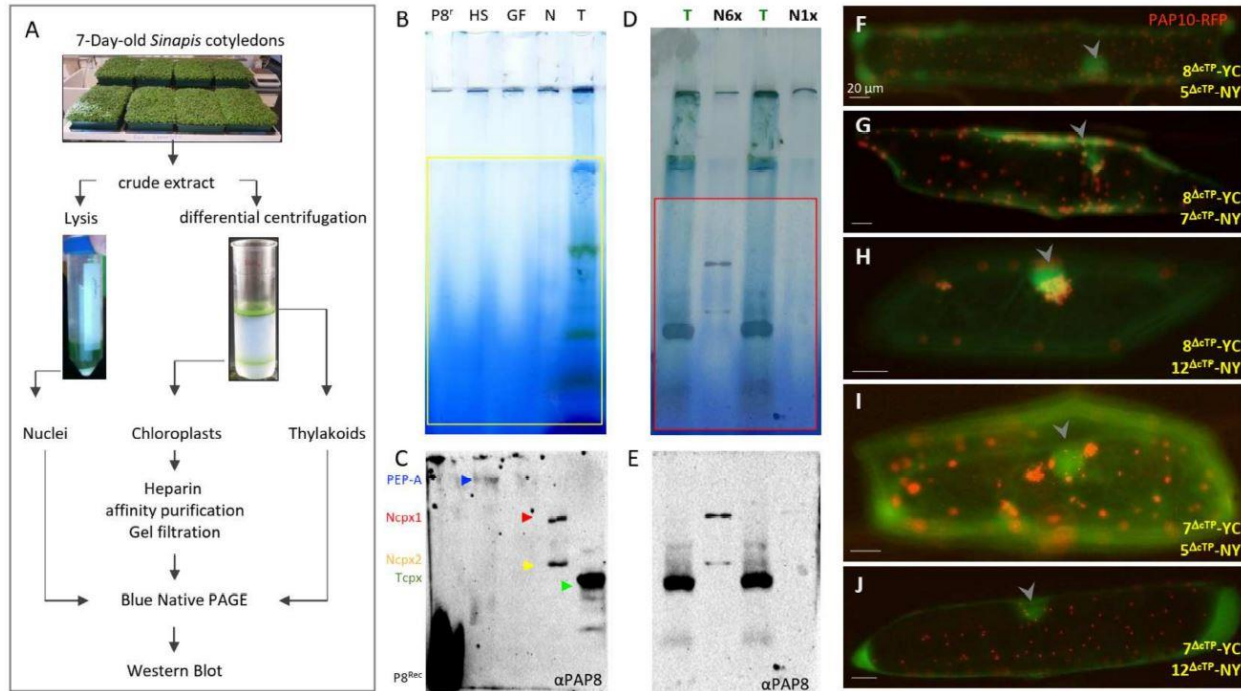 A
7-Day-old Sinapis cotyledons
crude extract
Lysis
differential centrifugation
Nuclei
Chloroplasts
Thylakoids
Heparin
affinity purification
Gel filtration
Blue Native PAGE
Western Blot
B
P8ʳ HS GF N T
C
PEP-A
Ncpx1
Ncpx2
Tcpx
P8ᴿᵉᶜ
αPAP8
D
T N6x T N1x
E
αPAP8
F
PAP10-RFP
8ΔcTP-YC
20 µm
5ΔcTP-NY
G
8ΔcTP-YC
7ΔcTP-NY
H
8ΔcTP-YC
12ΔcTP-NY
I
7ΔcTP-YC
5ΔcTP-NY
J
7ΔcTP-YC
12ΔcTP-NY